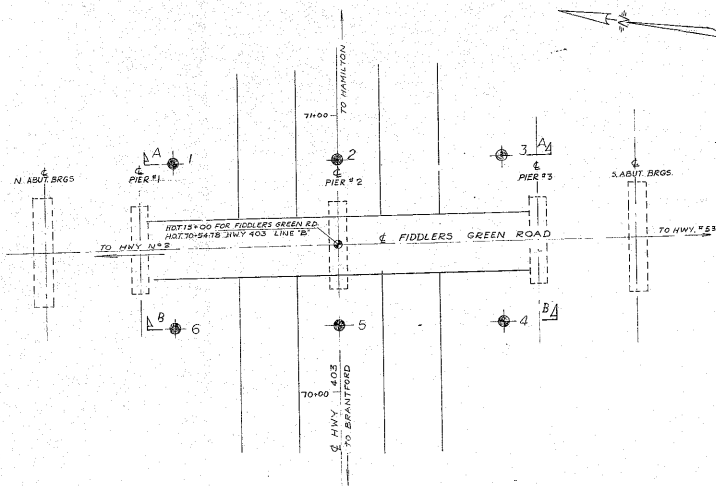 TO HAMILTON
71+00
A
1
2
3
A
℄
N. ABUT. BRGS
℄
PIER #1
℄
PIER #2
℄
PIER #3
℄
S. ABUT. BRGS.
H.O.T. 15+00 FOR FIDDLERS GREEN RD.
H.O.T. 70+54.78 HWY 403 LINE "B"
TO HWY Nº 2
℄ FIDDLERS GREEN ROAD
TO HWY. #53
B
6
5
4
B
70+00
℄ HWY 403
TO BRANTFORD